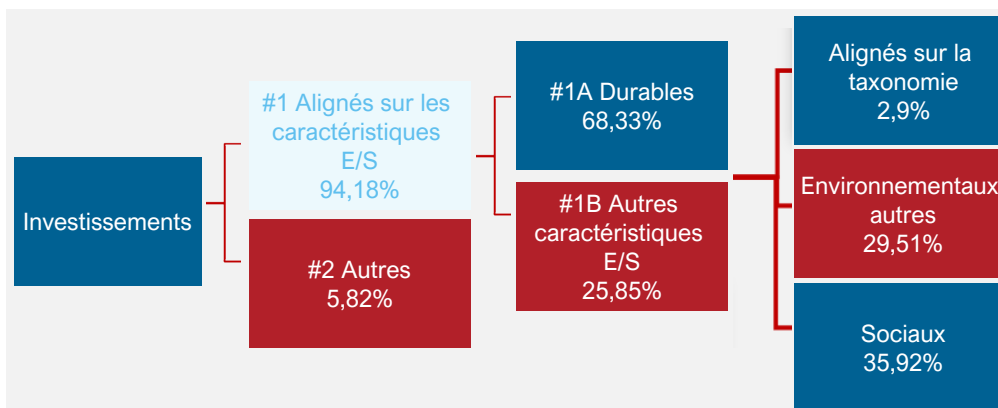 Investissements
#1 Alignés sur les
caractéristiques
E/S
94,18%
#2 Autres
5,82%
#1A Durables
68,33%
#1B Autres
caractéristiques
E/S
25,85%
Alignés sur la
taxonomie
2,9%
Environnementaux
autres
29,51%
Sociaux
35,92%